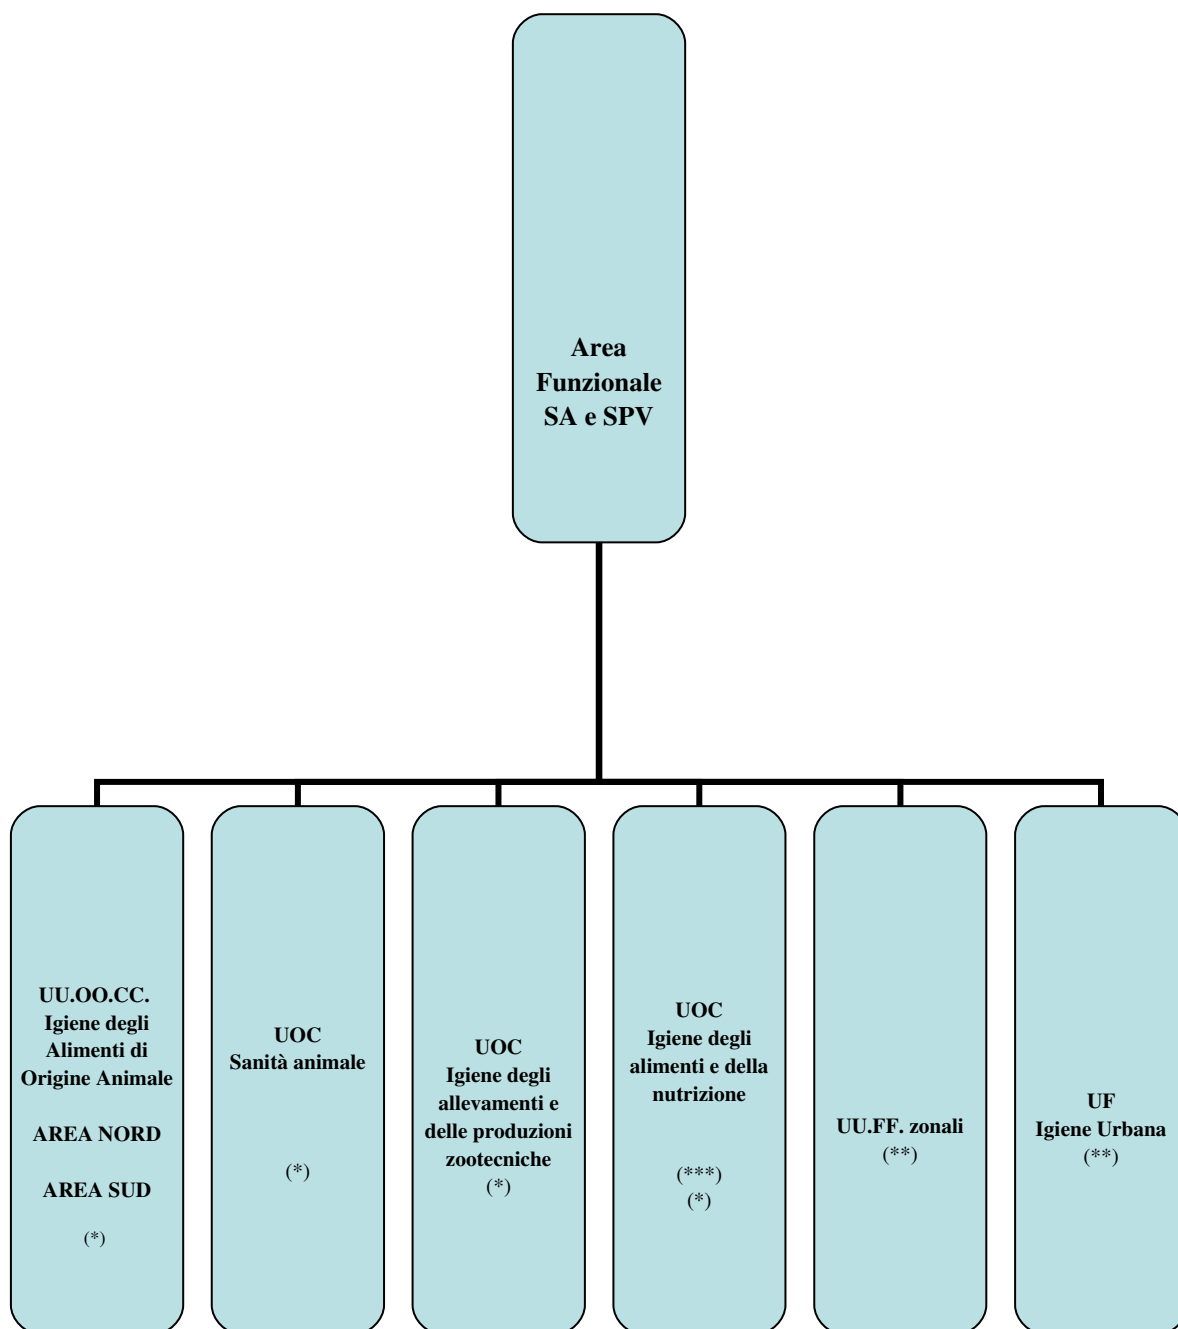 Area
Funzionale
SA e SPV
UU.OO.CC.
Igiene degli
Alimenti di
Origine Animale
AREA NORD
AREA SUD
(*)
UOC
Sanità animale
(*)
UOC
Igiene degli
allevamenti e
delle produzioni
zootecniche
(*)
UOC
Igiene degli
alimenti e della
nutrizione
(***)
(*)
UU.FF. zonali
(**)
UF
Igiene Urbana
(**)